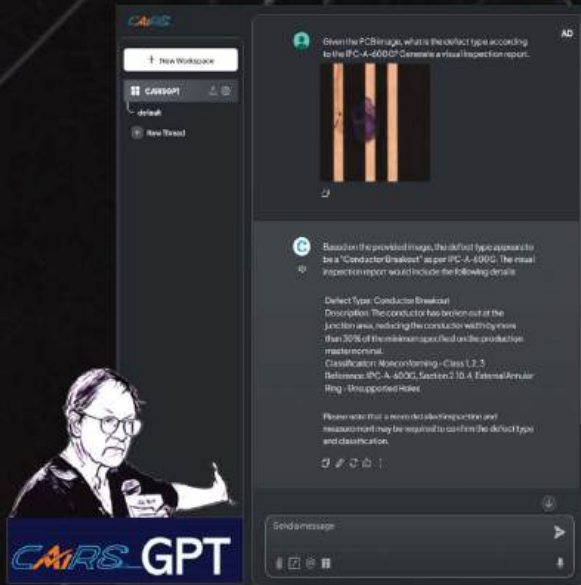 CAIRS
+ New Workspace
CAIRSGPT
default
New Thread
AD
Given the PCB image, what is the defect type according
to the IPC-A-600G? Generate a visual inspection report.
C
Based on the provided image, the defect type appears to
be a "Conductor Breakout" as per IPC-A-600G. The visual
inspection report would include the following details:
Defect Type: Conductor Breakout
Description: The conductor has broken out at the
junction area, reducing the conductor width by more
than 30% of the minimum specified on the production
master nominal.
Classification: Nonconforming - Class 1, 2, 3
Reference: IPC-A-600G, Section 2.10.4, External Annular
Ring - Unsupported Holes
Please note that a more detailed inspection and
measurement may be required to confirm the defect type
and classification.
Send a message
CAIRS GPT